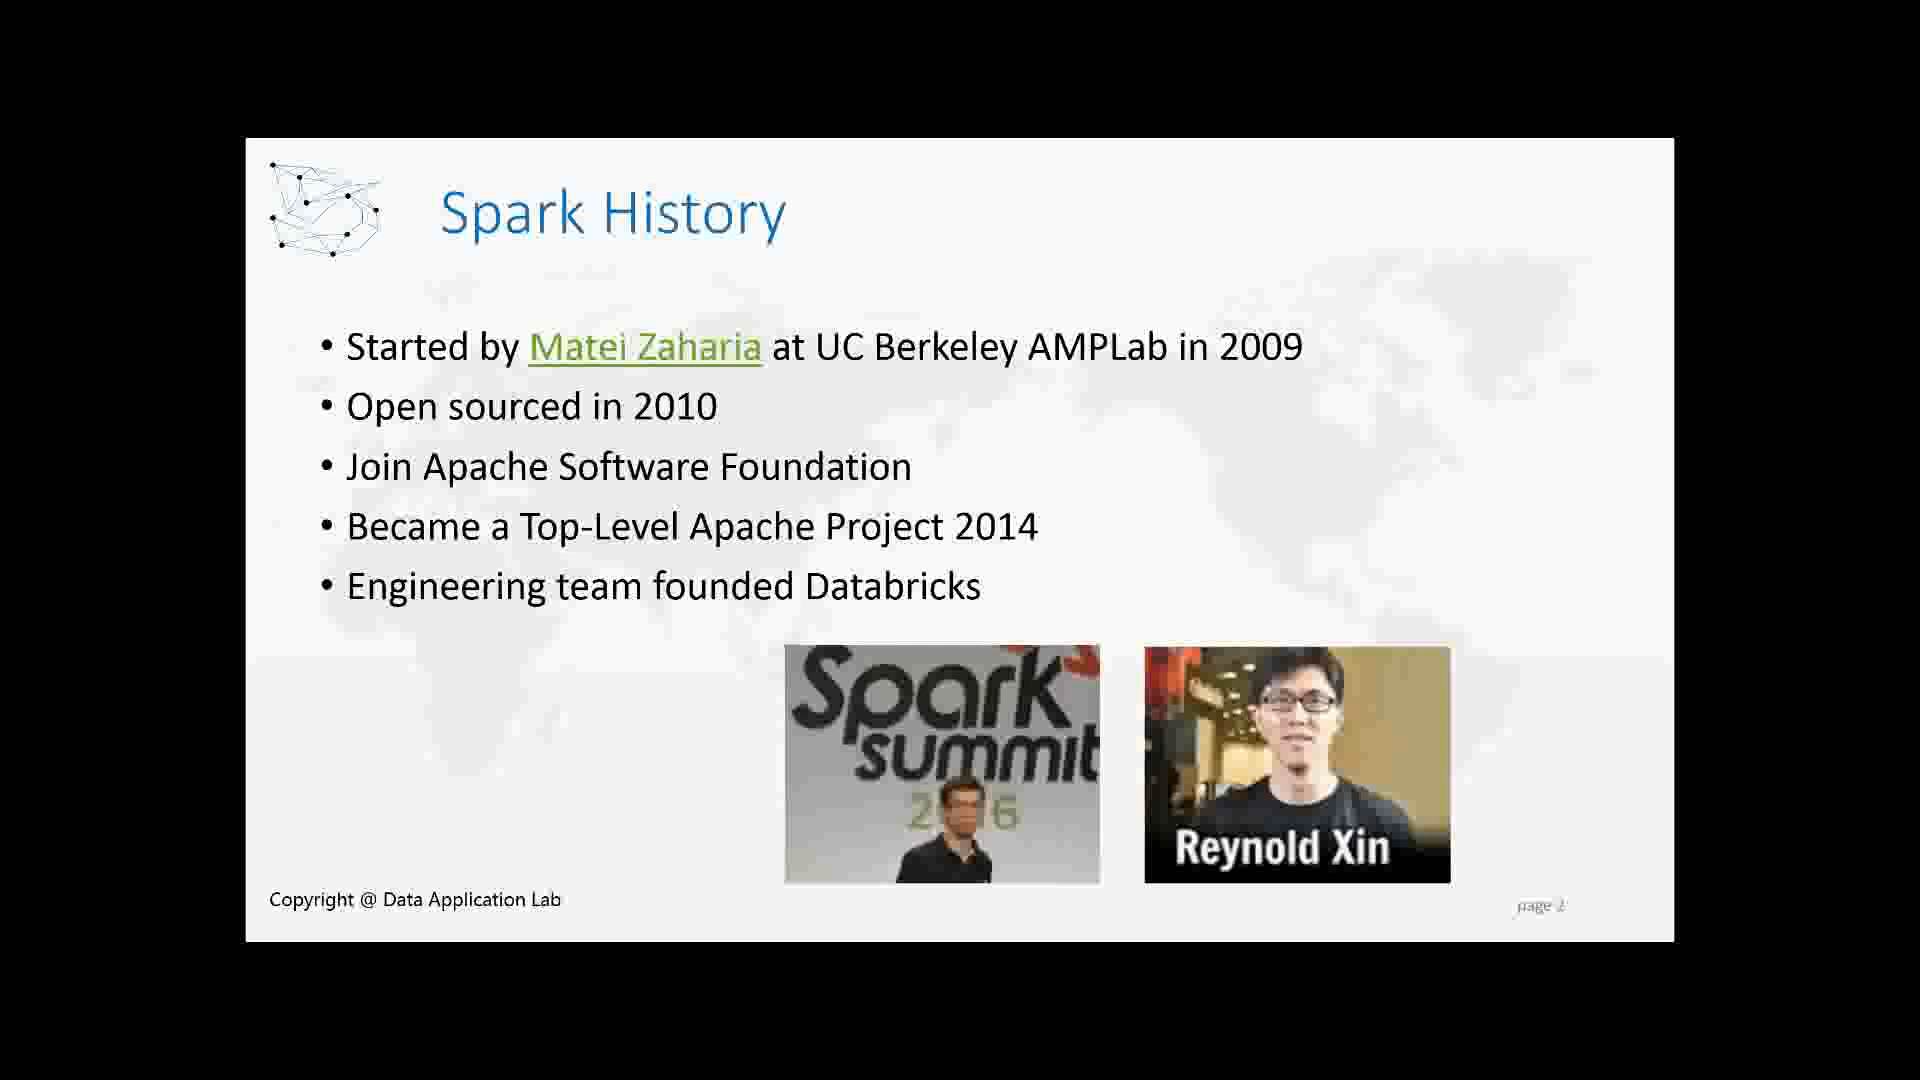 Spark History
• Started by Matei Zaharia at UC Berkeley AMPLab in 2009
• Open sourced in 2010
• Join Apache Software Foundation
• Became a Top-Level Apache Project 2014
• Engineering team founded Databricks
Spark
summit
Reynold Xin
Copyright @ Data Application Lab
page 2